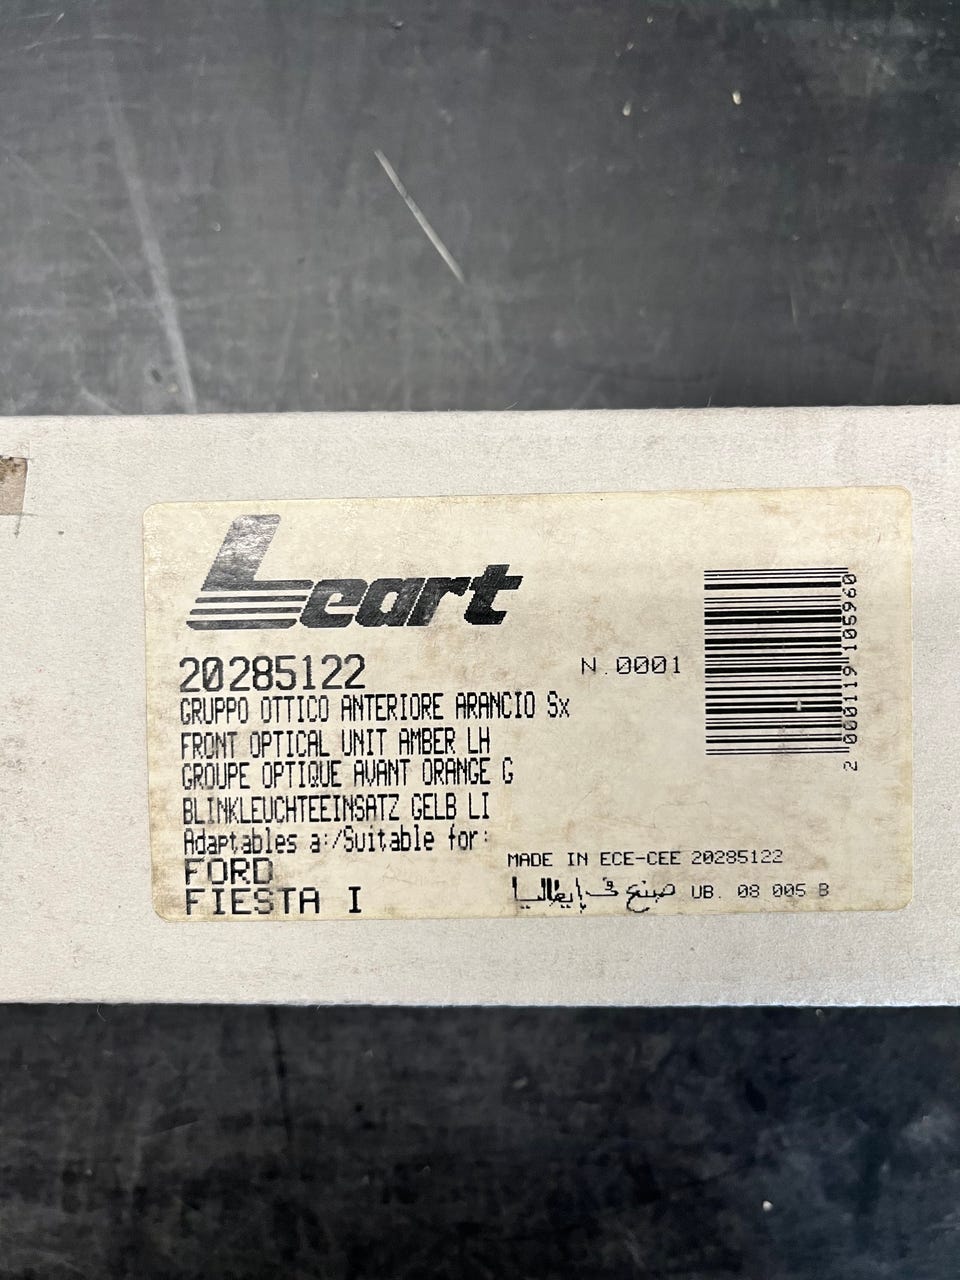 Leart
20285122
N.0001
GRUPPO OTTICO ANTERIORE ARANCIO Sx
FRONT OPTICAL UNIT AMBER LH
GROUPE OPTIQUE AVANT ORANGE G
BLINKLEUCHTEEINSATZ GELB LI
Adaptables a:/Suitable for:
FORD
FIESTA I
MADE IN ECE-CEE 20285122
صنع في إيطاليا UB. 08 005 B
2 000119 105960